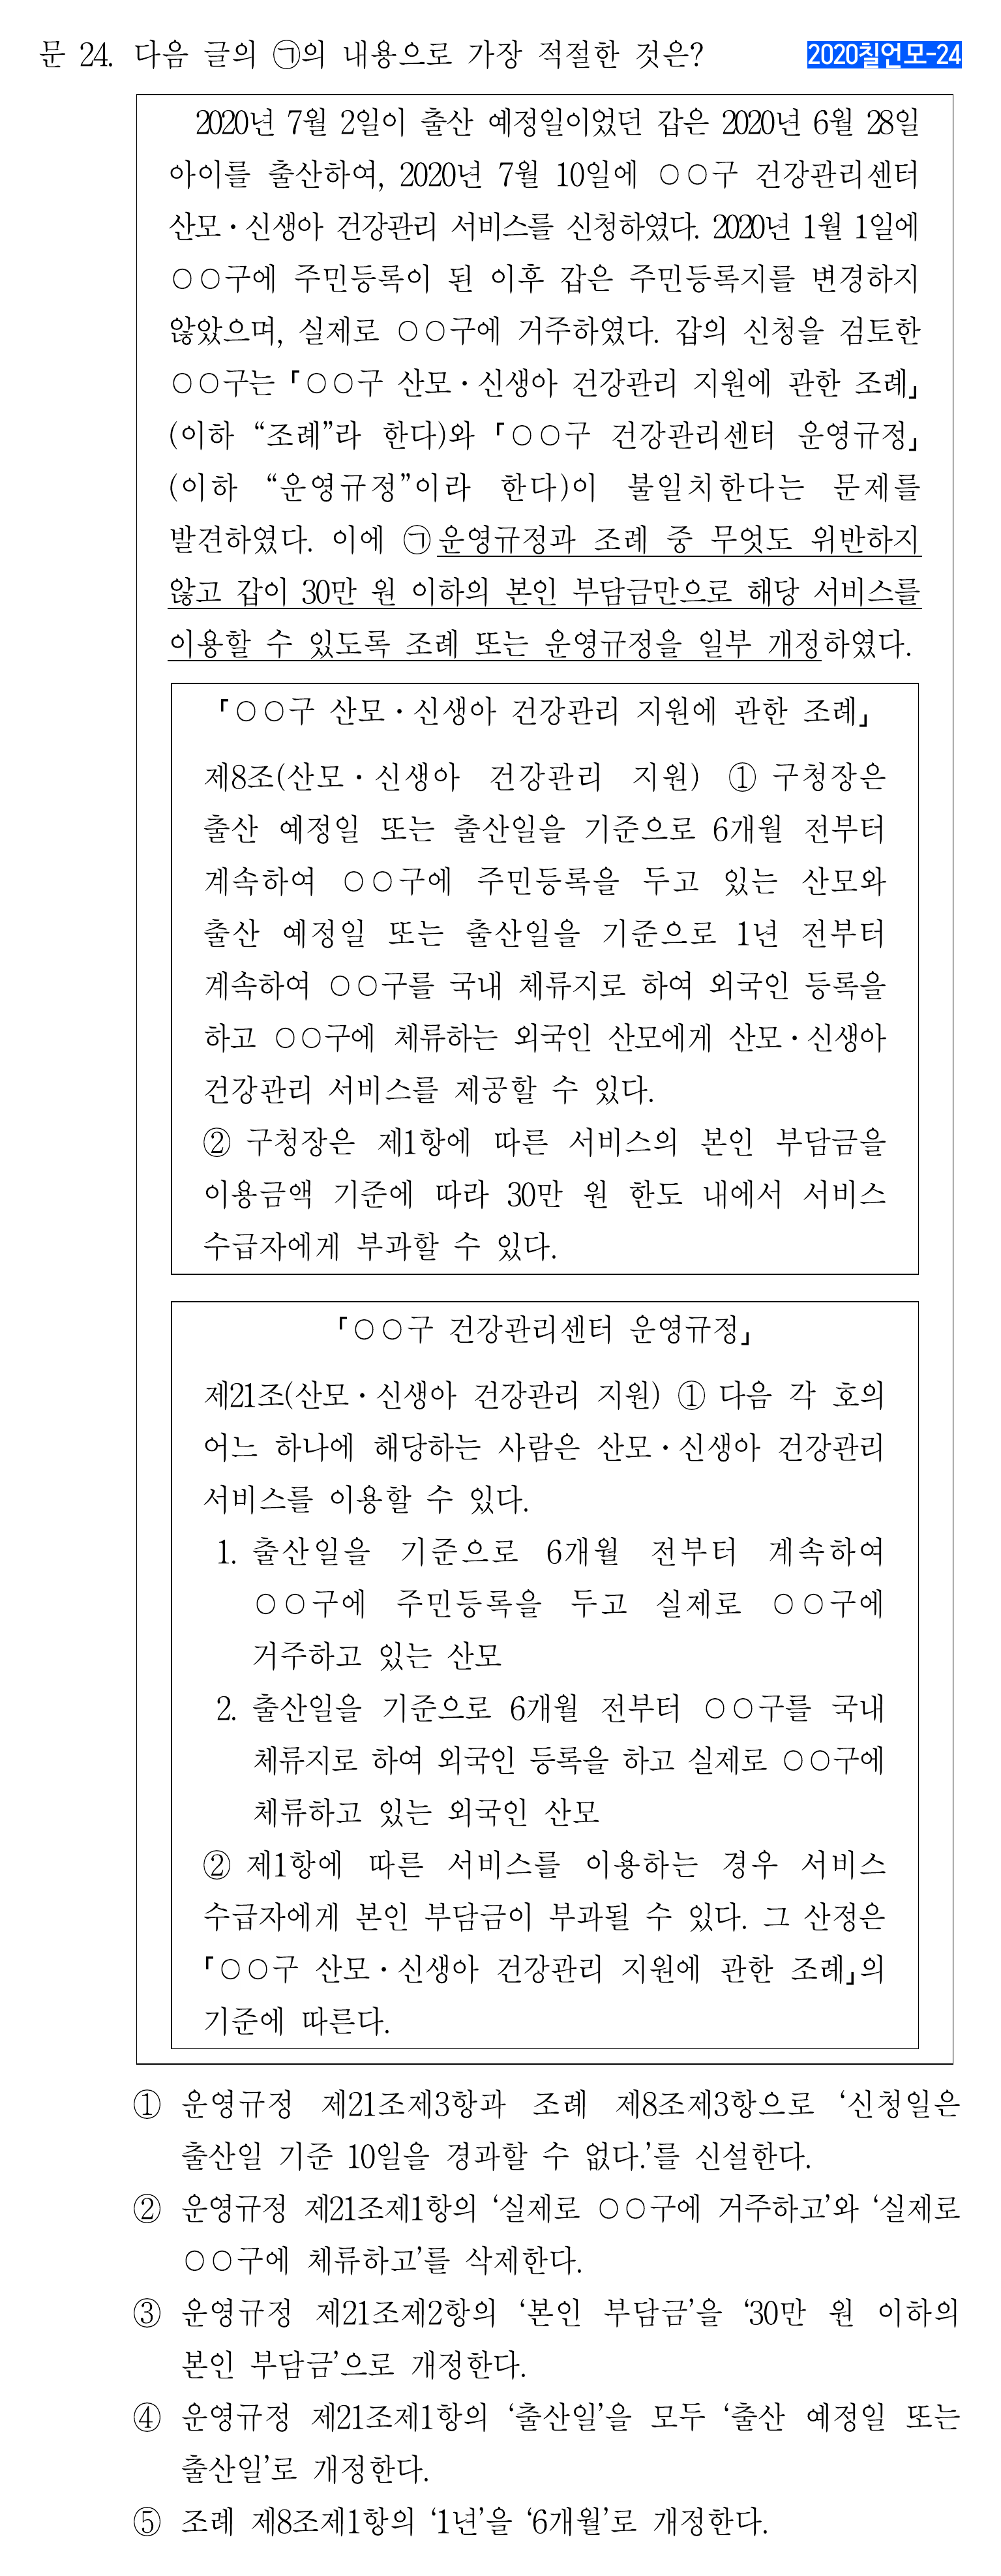 문 24. 다음 글의 ㉠의 내용으로 가장 적절한 것은?
2020칠언모-24
2020년 7월 2일이 출산 예정일이었던 갑은 2020년 6월 28일
아이를 출산하여, 2020년 7월 10일에 ○○구 건강관리센터
산모·신생아 건강관리 서비스를 신청하였다. 2020년 1월 1일에
○○구에 주민등록이 된 이후 갑은 주민등록지를 변경하지
않았으며, 실제로 ○○구에 거주하였다. 갑의 신청을 검토한
○○구는 「○○구 산모·신생아 건강관리 지원에 관한 조례」
(이하 “조례”라 한다)와 「○○구 건강관리센터 운영규정」
(이하 “운영규정”이라 한다)이 불일치한다는 문제를
발견하였다. 이에 ㉠운영규정과 조례 중 무엇도 위반하지
않고 갑이 30만 원 이하의 본인 부담금만으로 해당 서비스를
이용할 수 있도록 조례 또는 운영규정을 일부 개정하였다.
「○○구 산모·신생아 건강관리 지원에 관한 조례」
제8조(산모·신생아 건강관리 지원) ① 구청장은
출산 예정일 또는 출산일을 기준으로 6개월 전부터
계속하여 ○○구에 주민등록을 두고 있는 산모와
출산 예정일 또는 출산일을 기준으로 1년 전부터
계속하여 ○○구를 국내 체류지로 하여 외국인 등록을
하고 ○○구에 체류하는 외국인 산모에게 산모·신생아
건강관리 서비스를 제공할 수 있다.
② 구청장은 제1항에 따른 서비스의 본인 부담금을
이용금액 기준에 따라 30만 원 한도 내에서 서비스
수급자에게 부과할 수 있다.
「○○구 건강관리센터 운영규정」
제21조(산모·신생아 건강관리 지원) ① 다음 각 호의
어느 하나에 해당하는 사람은 산모·신생아 건강관리
서비스를 이용할 수 있다.
1. 출산일을 기준으로 6개월 전부터 계속하여
○○구에 주민등록을 두고 실제로 ○○구에
거주하고 있는 산모
2. 출산일을 기준으로 6개월 전부터 ○○구를 국내
체류지로 하여 외국인 등록을 하고 실제로 ○○구에
체류하고 있는 외국인 산모
② 제1항에 따른 서비스를 이용하는 경우 서비스
수급자에게 본인 부담금이 부과될 수 있다. 그 산정은
「○○구 산모·신생아 건강관리 지원에 관한 조례」의
기준에 따른다.
① 운영규정 제21조제3항과 조례 제8조제3항으로 ‘신청일은
출산일 기준 10일을 경과할 수 없다.’를 신설한다.
② 운영규정 제21조제1항의 ‘실제로 ○○구에 거주하고’와 ‘실제로
○○구에 체류하고’를 삭제한다.
③ 운영규정 제21조제2항의 ‘본인 부담금’을 ‘30만 원 이하의
본인 부담금’으로 개정한다.
④ 운영규정 제21조제1항의 ‘출산일’을 모두 ‘출산 예정일 또는
출산일’로 개정한다.
⑤ 조례 제8조제1항의 ‘1년’을 ‘6개월’로 개정한다.